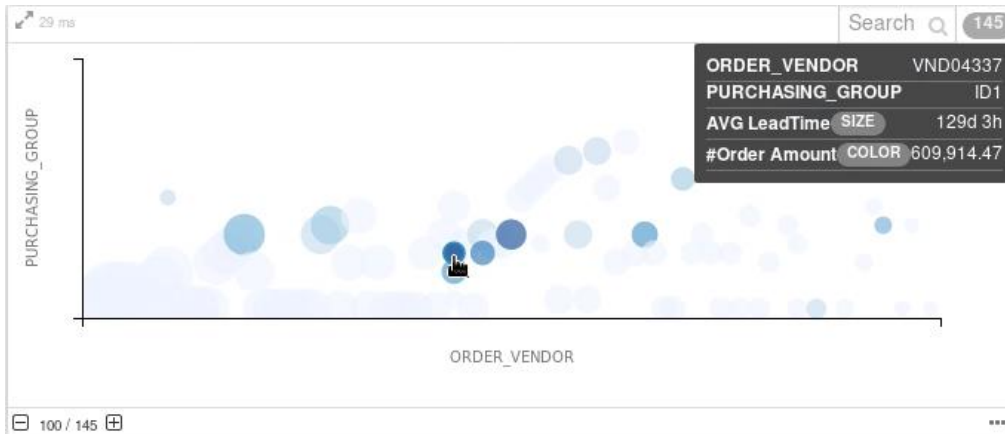 29 ms
Search
145
ORDER_VENDOR VND04337
PURCHASING_GROUP ID1
AVG LeadTime SIZE 129d 3h
#Order Amount COLOR 609,914.47
PURCHASING_GROUP
ORDER_VENDOR
100 / 145